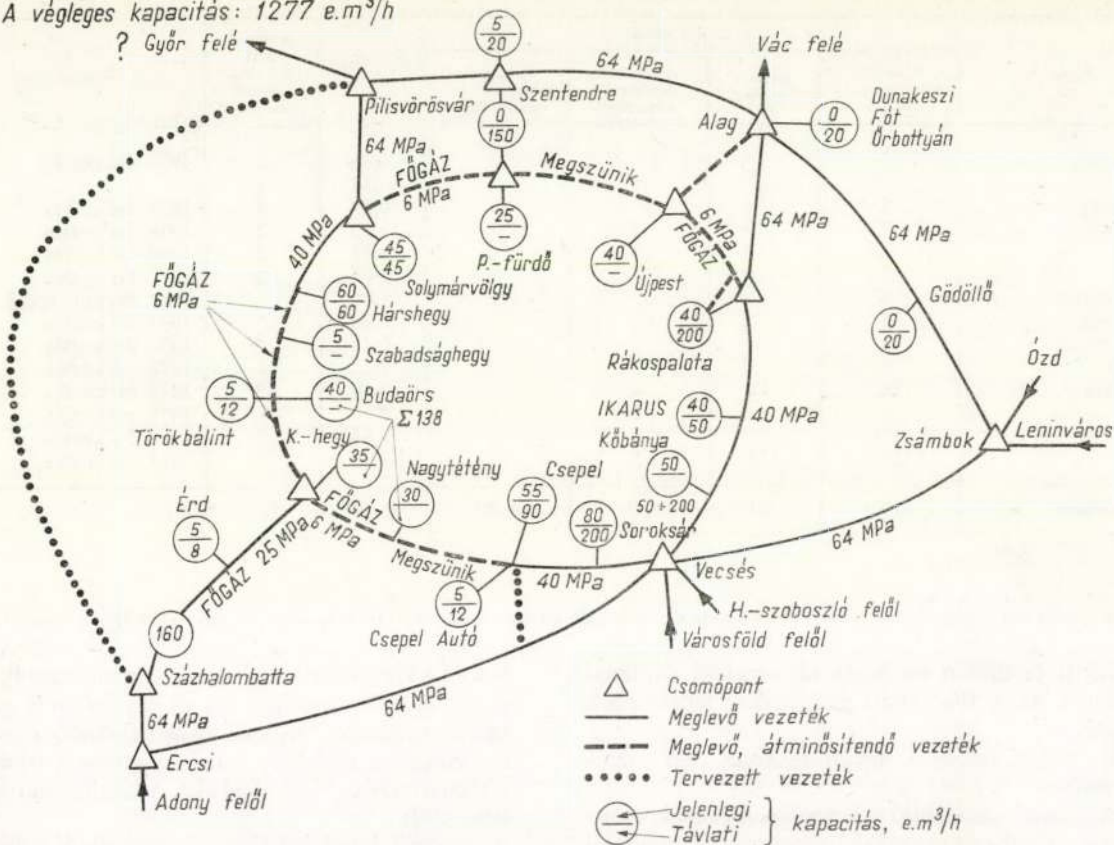 A végleges kapacitás: 1277 e.m³/h
? Győr felé
5
20
Vác felé
64 MPa
Pilisvörösvár
Szentendre
Alag
0
20
Dunakeszi
Fót
Őrbottyán
0
150
64 MPa
FŐGÁZ
6 MPa
Megszűnik
6 MPa
FŐGÁZ
64 MPa
64 MPa
40 MPa
45
45
Solymárvölgy
25
–
P.-fürdő
40
–
Újpest
FŐGÁZ
6 MPa
60
60
Hárshegy
5
–
Szabadsághegy
40
200
Rákospalota
Gödöllő
0
20
Ózd
5
12
Törökbálint
40
–
Budaörs
Σ138
K.-hegy
35
IKARUS
40
50
40 MPa
Kőbánya
50
–
50÷200
Zsámbok
Leninváros
Nagytétény
30
Csepel
55
90
80
200
Soroksár
Érd
5
8
FŐGÁZ 25 MPa
FŐGÁZ
6 MPa
Megszűnik
40 MPa
Vecsés
64 MPa
5
12
Csepel Autó
H.-szoboszló felől
Városföld felől
160
Százhalombatta
64 MPa
64 MPa
Ercsi
Adony felől
Csomópont
Meglevő vezeték
Meglevő, átminősítendő vezeték
Tervezett vezeték
Jelenlegi
Távlati
kapacitás, e.m³/h